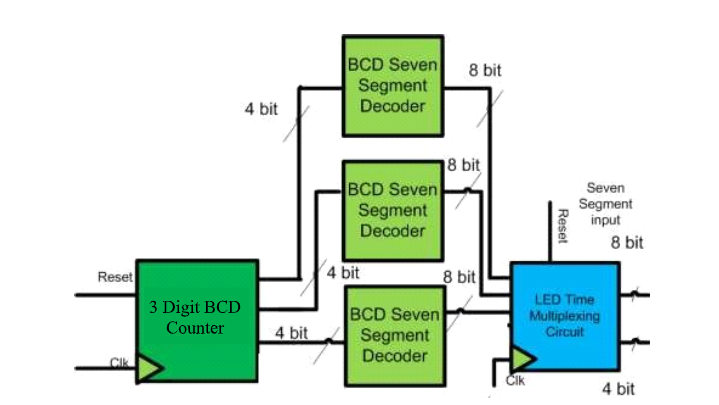 BCD Seven
Segment
Decoder
8 bit
4 bit
BCD Seven
Segment
Decoder
8 bit
Seven
Segment
input
8 bit
Reset
Reset
3 Digit BCD
Counter
Clk
4 bit
4 bit
BCD Seven
Segment
Decoder
8 bit
LED Time
Multiplexing
Circuit
Clk
4 bit